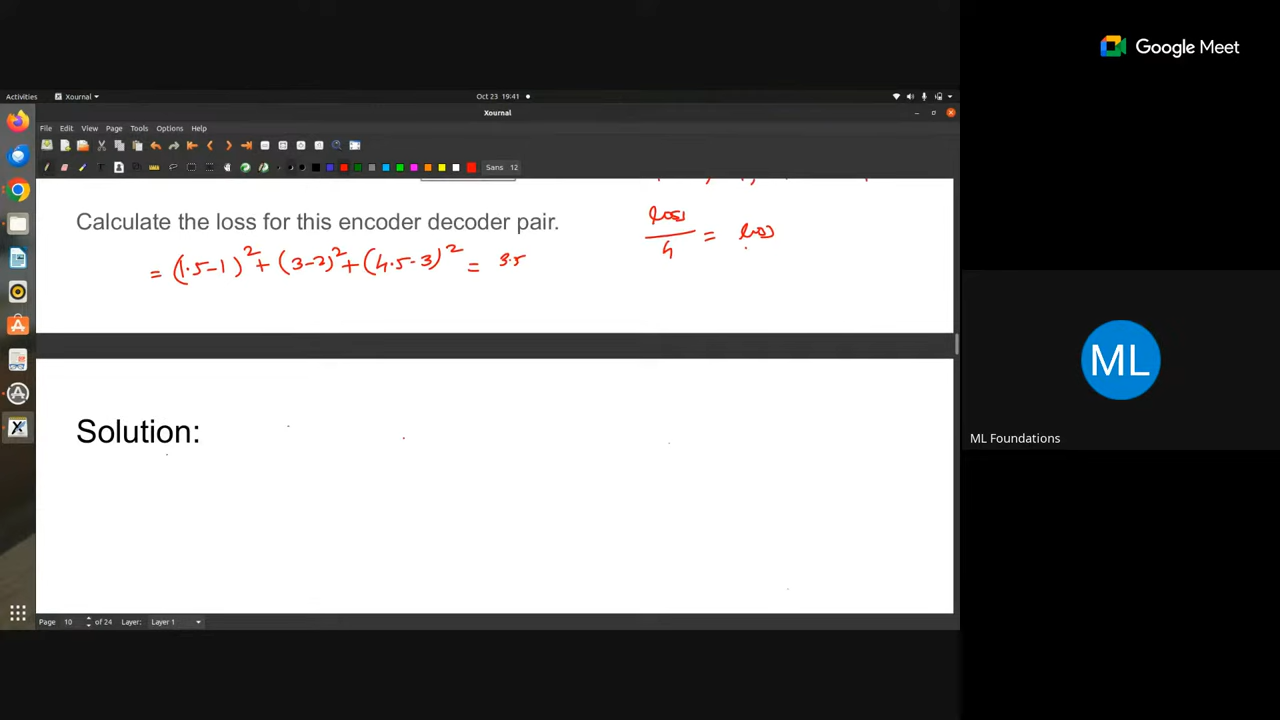 Google Meet
Activities Xournal Oct 23 19:41
Xournal
File Edit View Page Tools Options Help
Sans 12
Calculate the loss for this encoder decoder pair.
loss
4
= loss
= (1.5-1)² + (3-2)² + (4.5-3)² = 3.5
Solution:
ML
ML Foundations
Page 10 of 24 Layer: Layer 1